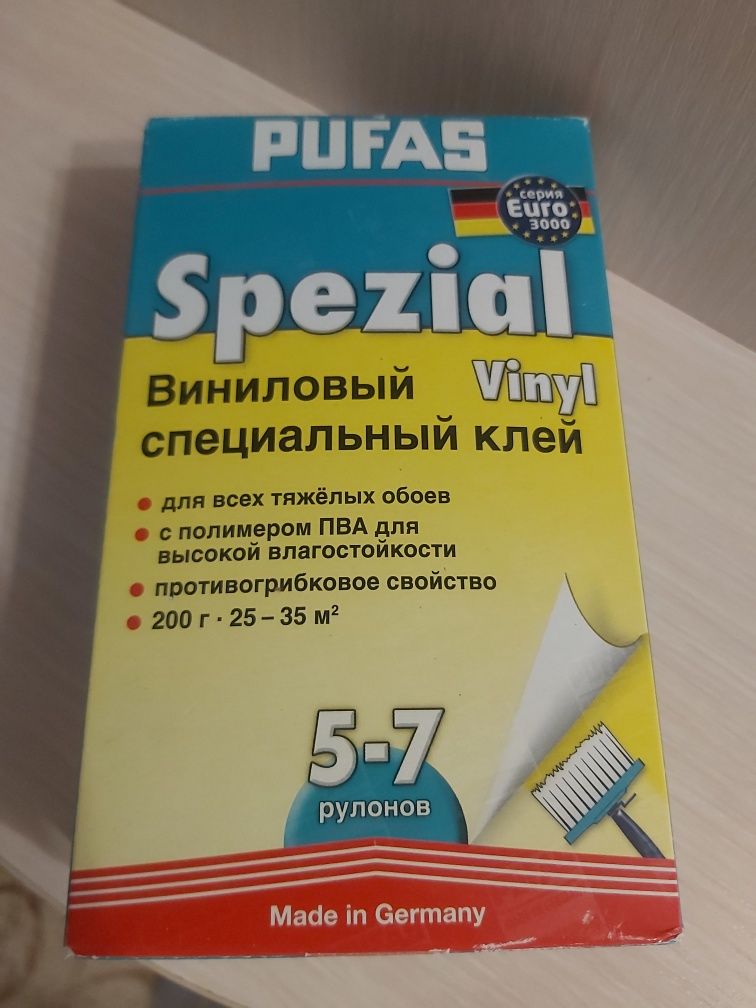 PUFAS
серия
Euro
3000
Spezial
Vinyl
Виниловый
специальный клей
для всех тяжёлых обоев
с полимером ПВА для
высокой влагостойкости
противогрибковое свойство
200 г · 25 – 35 м²
5-7
рулонов
Made in Germany